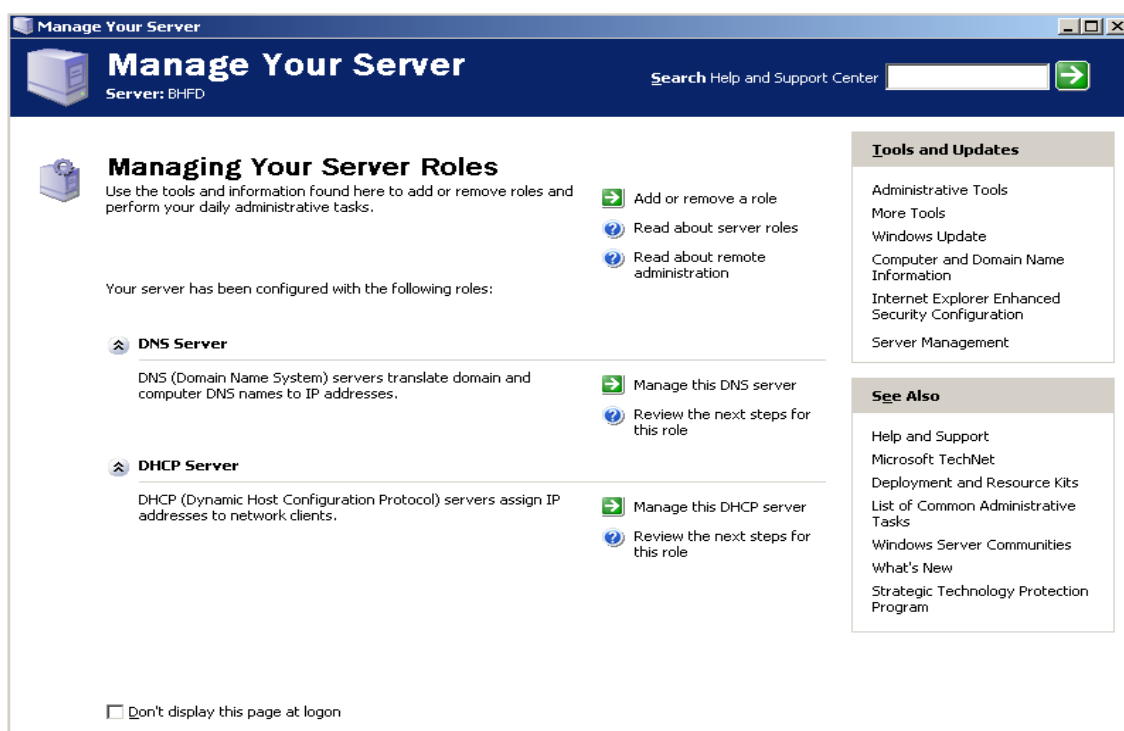 Manage Your Server
Manage Your Server
Server: BHFD
Search Help and Support Center
Managing Your Server Roles
Use the tools and information found here to add or remove roles and
perform your daily administrative tasks.
Add or remove a role
Read about server roles
Read about remote
administration
Your server has been configured with the following roles:
DNS Server
DNS (Domain Name System) servers translate domain and
computer DNS names to IP addresses.
Manage this DNS server
Review the next steps for
this role
DHCP Server
DHCP (Dynamic Host Configuration Protocol) servers assign IP
addresses to network clients.
Manage this DHCP server
Review the next steps for
this role
Tools and Updates
Administrative Tools
More Tools
Windows Update
Computer and Domain Name
Information
Internet Explorer Enhanced
Security Configuration
Server Management
See Also
Help and Support
Microsoft TechNet
Deployment and Resource Kits
List of Common Administrative
Tasks
Windows Server Communities
What's New
Strategic Technology Protection
Program
Don't display this page at logon